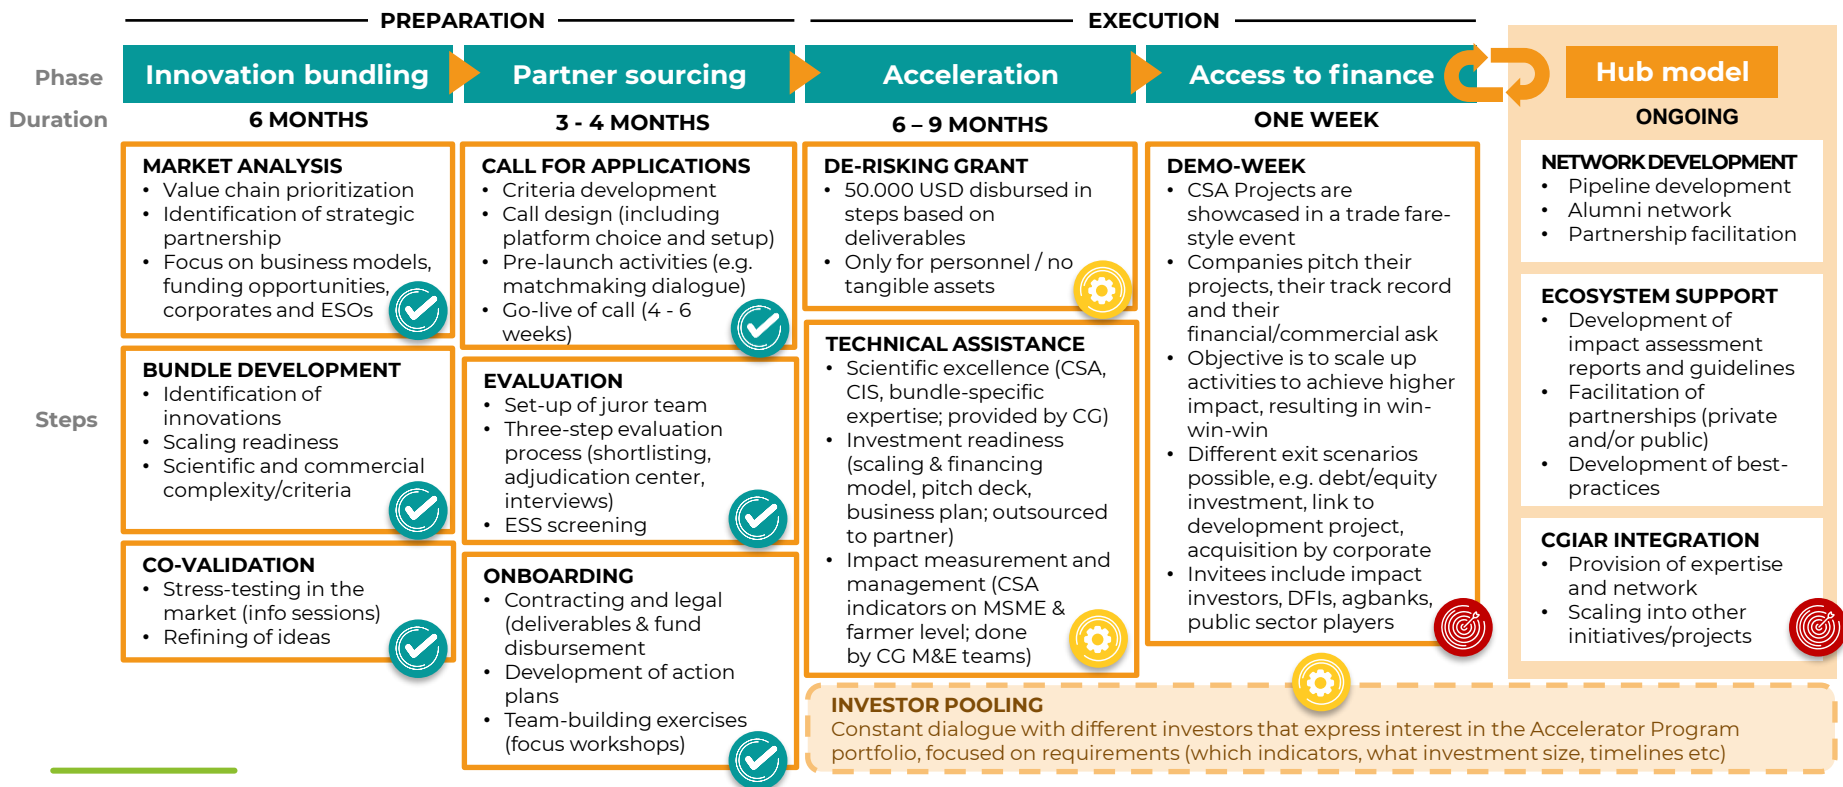 PREPARATION
EXECUTION
Phase
Innovation bundling
Partner sourcing
Acceleration
Access to finance
Hub model
Duration
6 MONTHS
3 - 4 MONTHS
6 – 9 MONTHS
ONE WEEK
ONGOING
Steps
MARKET ANALYSIS
• Value chain prioritization
• Identification of strategic
partnership
• Focus on business models,
funding opportunities,
corporates and ESOs
BUNDLE DEVELOPMENT
• Identification of
innovations
• Scaling readiness
• Scientific and commercial
complexity/criteria
CO-VALIDATION
• Stress-testing in the
market (info sessions)
• Refining of ideas
CALL FOR APPLICATIONS
• Criteria development
• Call design (including
platform choice and setup)
• Pre-launch activities (e.g.
matchmaking dialogue)
• Go-live of call (4 - 6
weeks)
EVALUATION
• Set-up of juror team
• Three-step evaluation
process (shortlisting,
adjudication center,
interviews)
• ESS screening
ONBOARDING
• Contracting and legal
(deliverables & fund
disbursement
• Development of action
plans
• Team-building exercises
(focus workshops)
DE-RISKING GRANT
• 50.000 USD disbursed in
steps based on
deliverables
• Only for personnel / no
tangible assets
TECHNICAL ASSISTANCE
• Scientific excellence (CSA,
CIS, bundle-specific
expertise; provided by CG)
• Investment readiness
(scaling & financing
model, pitch deck,
business plan; outsourced
to partner)
• Impact measurement and
management (CSA
indicators on MSME &
farmer level; done
by CG M&E teams)
DEMO-WEEK
• CSA Projects are
showcased in a trade fare-
style event
• Companies pitch their
projects, their track record
and their
financial/commercial ask
• Objective is to scale up
activities to achieve higher
impact, resulting in win-
win-win
• Different exit scenarios
possible, e.g. debt/equity
investment, link to
development project,
acquisition by corporate
• Invitees include impact
investors, DFIs, agbanks,
public sector players
INVESTOR POOLING
Constant dialogue with different investors that express interest in the Accelerator Program
portfolio, focused on requirements (which indicators, what investment size, timelines etc)
NETWORK DEVELOPMENT
• Pipeline development
• Alumni network
• Partnership facilitation
ECOSYSTEM SUPPORT
• Development of
impact assessment
reports and guidelines
• Facilitation of
partnerships (private
and/or public)
• Development of best-
practices
CGIAR INTEGRATION
• Provision of expertise
and network
• Scaling into other
initiatives/projects